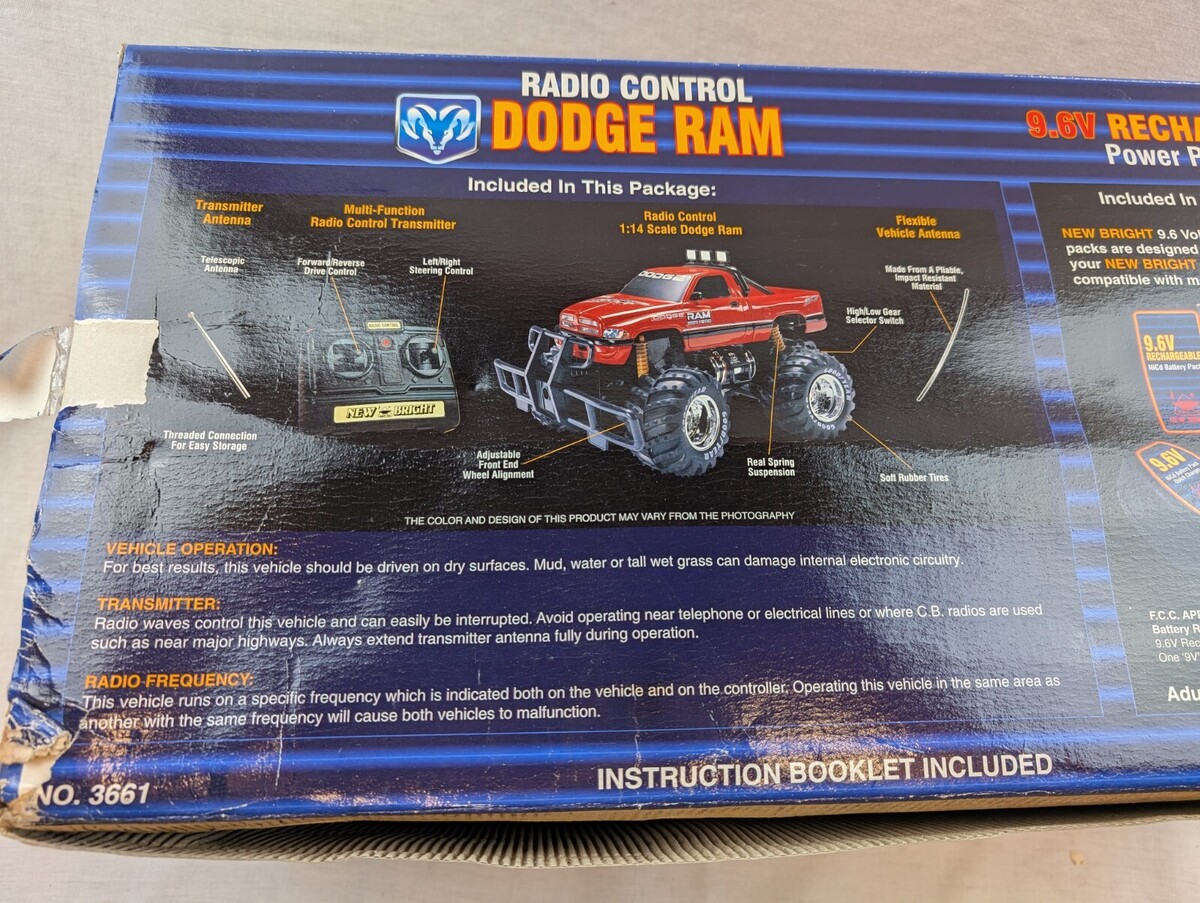 RADIO CONTROL
DODGE RAM
Included In This Package:
Transmitter
Antenna
Multi-Function
Radio Control Transmitter
Radio Control
1:14 Scale Dodge Ram
Flexible
Vehicle Antenna
Telescopic
Antenna
Forward/Reverse
Drive Control
Left/Right
Steering Control
Made From A Pliable,
Impact Resistant
Material
High/Low Gear
Selector Switch
RADIO CONTROL
NEW BRIGHT
DODGE
RAM
Threaded Connection
For Easy Storage
Adjustable
Front End
Wheel Alignment
Real Spring
Suspension
Soft Rubber Tires
THE COLOR AND DESIGN OF THIS PRODUCT MAY VARY FROM THE PHOTOGRAPHY
VEHICLE OPERATION:
For best results, this vehicle should be driven on dry surfaces. Mud, water or tall wet grass can damage internal electronic circuitry.
TRANSMITTER:
Radio waves control this vehicle and can easily be interrupted. Avoid operating near telephone or electrical lines or where C.B. radios are used
such as near major highways. Always extend transmitter antenna fully during operation.
RADIO FREQUENCY:
This vehicle runs on a specific frequency which is indicated both on the vehicle and on the controller. Operating this vehicle in the same area as
another with the same frequency will cause both vehicles to malfunction.
NO. 3661
INSTRUCTION BOOKLET INCLUDED
9.6V RECHA
Power P
Included In
NEW BRIGHT 9.6 Vol
packs are designed
your NEW BRIGHT
compatible with m
9.6V
RECHARGEABLE
NiCd Battery Pack
9.6V
F.C.C. AP
Battery R
9.6V Rec
One '9V'
Adu